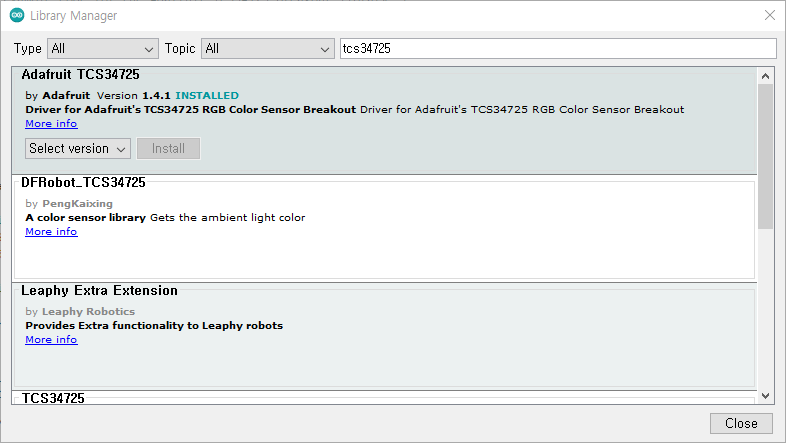 Library Manager
Type All Topic All tcs34725
Adafruit TCS34725
by Adafruit Version 1.4.1 INSTALLED
Driver for Adafruit's TCS34725 RGB Color Sensor Breakout Driver for Adafruit's TCS34725 RGB Color Sensor Breakout
More info
Select version Install
DFRobot_TCS34725
by PengKaixing
A color sensor library Gets the ambient light color
More info
Leaphy Extra Extension
by Leaphy Robotics
Provides Extra functionality to Leaphy robots
More info
TCS34725
Close